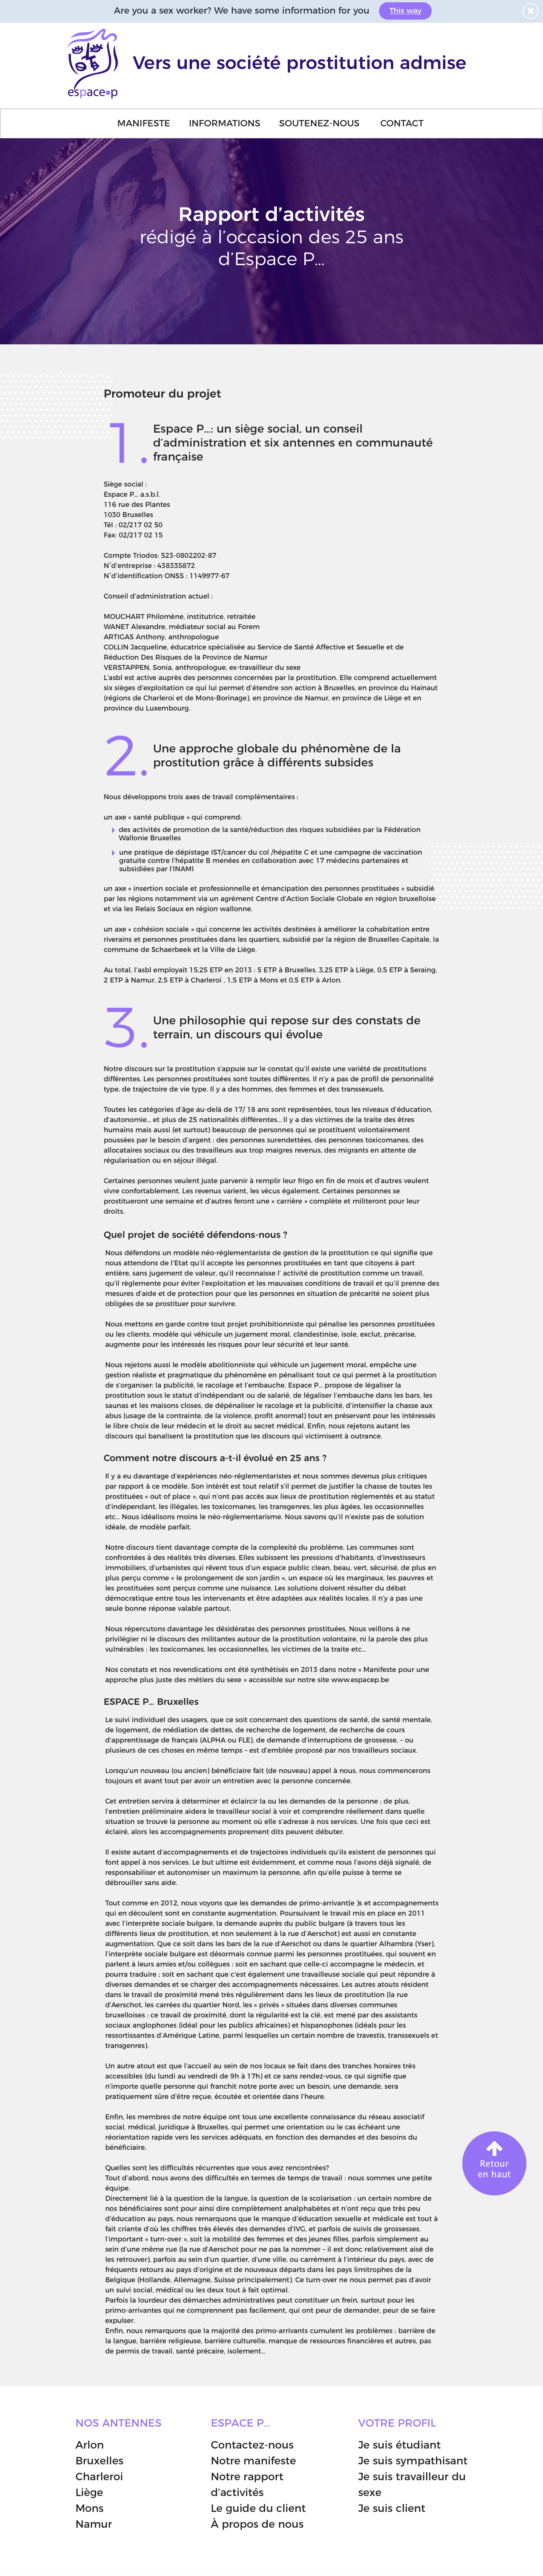 Are you a sex worker? We have some information for you
This way
espace•p
Vers une société prostitution admise
MANIFESTE INFORMATIONS SOUTENEZ-NOUS CONTACT
Rapport d’activités
rédigé à l’occasion des 25 ans
d’Espace P...
Promoteur du projet
1.
Espace P...: un siège social, un conseil
d’administration et six antennes en communauté
française
Siège social :
Espace P... a.s.b.l.
116 rue des Plantes
1030 Bruxelles
Tél : 02/217 02 50
Fax: 02/217 02 15
Compte Triodos: 523-0802202-87
N°d’entreprise : 438335872
N°d’identification ONSS : 1149977-67
Conseil d’administration actuel :
MOUCHART Philomène, institutrice, retraitée
WANET Alexandre, médiateur social au Forem
ARTIGAS Anthony, anthropologue
COLLIN Jacqueline, éducatrice spécialisée au Service de Santé Affective et Sexuelle et de
Réduction Des Risques de la Province de Namur
VERSTAPPEN, Sonia, anthropologue, ex-travailleur du sexe
L’asbl est active auprès des personnes concernées par la prostitution. Elle comprend actuellement
six sièges d’exploitation ce qui lui permet d’étendre son action à Bruxelles, en province du Hainaut
(régions de Charleroi et de Mons-Borinage), en province de Namur, en province de Liège et en
province du Luxembourg.
2.
Une approche globale du phénomène de la
prostitution grâce à différents subsides
Nous développons trois axes de travail complémentaires :
un axe « santé publique » qui comprend:
des activités de promotion de la santé/réduction des risques subsidiées par la Fédération
Wallonie Bruxelles
une pratique de dépistage IST/cancer du col /hépatite C et une campagne de vaccination
gratuite contre l’hépatite B menées en collaboration avec 17 médecins partenaires et
subsidiées par l’INAMI
un axe « insertion sociale et professionnelle et émancipation des personnes prostituées » subsidié
par les régions notamment via un agrément Centre d’Action Sociale Globale en région bruxelloise
et via les Relais Sociaux en région wallonne.
un axe « cohésion sociale » qui concerne les activités destinées à améliorer la cohabitation entre
riverains et personnes prostituées dans les quartiers, subsidié par la région de Bruxelles-Capitale, la
commune de Schaerbeek et la Ville de Liège.
Au total, l’asbl employait 15,25 ETP en 2013 : 5 ETP à Bruxelles, 3,25 ETP à Liège, 0,5 ETP à Seraing,
2 ETP à Namur, 2,5 ETP à Charleroi , 1,5 ETP à Mons et 0,5 ETP à Arlon.
3.
Une philosophie qui repose sur des constats de
terrain, un discours qui évolue
Notre discours sur la prostitution s’appuie sur le constat qu’il existe une variété de prostitutions
différentes. Les personnes prostituées sont toutes différentes. Il n’y a pas de profil de personnalité
type, de trajectoire de vie type. Il y a des hommes, des femmes et des transsexuels.
Toutes les catégories d’âge au-delà de 17/ 18 ans sont représentées, tous les niveaux d’éducation,
d’autonomie... et plus de 25 nationalités différentes... Il y a des victimes de la traite des êtres
humains mais aussi (et surtout) beaucoup de personnes qui se prostituent volontairement
poussées par le besoin d’argent : des personnes surendettées, des personnes toxicomanes, des
allocataires sociaux ou des travailleurs aux trop maigres revenus, des migrants en attente de
régularisation ou en séjour illégal.
Certaines personnes veulent juste parvenir à remplir leur frigo en fin de mois et d’autres veulent
vivre confortablement. Les revenus varient, les vécus également. Certaines personnes se
prostitueront une semaine et d’autres feront une « carrière » complète et militeront pour leur
droits.
Quel projet de société défendons-nous ?
Nous défendons un modèle néo-réglementariste de gestion de la prostitution ce qui signifie que
nous attendons de l’Etat qu’il accepte les personnes prostituées en tant que citoyens à part
entière, sans jugement de valeur, qu’il reconnaisse l’ activité de prostitution comme un travail,
qu’il règlemente pour éviter l’exploitation et les mauvaises conditions de travail et qu’il prenne des
mesures d’aide et de protection pour que les personnes en situation de précarité ne soient plus
obligées de se prostituer pour survivre.
Nous mettons en garde contre tout projet prohibitionniste qui pénalise les personnes prostituées
ou les clients, modèle qui véhicule un jugement moral, clandestinise, isole, exclut, précarise,
augmente pour les intéressés les risques pour leur sécurité et leur santé.
Nous rejetons aussi le modèle abolitionniste qui véhicule un jugement moral, empêche une
gestion réaliste et pragmatique du phénomène en pénalisant tout ce qui permet à la prostitution
de s’organiser: la publicité, le racolage et l’embauche. Espace P... propose de légaliser la
prostitution sous le statut d’indépendant ou de salarié, de légaliser l’embauche dans les bars, les
saunas et les maisons closes, de dépénaliser le racolage et la publicité, d’intensifier la chasse aux
abus (usage de la contrainte, de la violence, profit anormal) tout en préservant pour les intéressés
le libre choix de leur médecin et le droit au secret médical. Enfin, nous rejetons autant les
discours qui banalisent la prostitution que les discours qui victimisent à outrance.
Comment notre discours a-t-il évolué en 25 ans ?
Il y a eu davantage d’expériences néo-réglementaristes et nous sommes devenus plus critiques
par rapport à ce modèle. Son intérêt est tout relatif s’il permet de justifier la chasse de toutes les
prostituées « out of place », qui n’ont pas accès aux lieux de prostitution règlementés et au statut
d’indépendant, les illégales, les toxicomanes, les transgenres, les plus âgées, les occasionnelles
etc... Nous idéalisons moins le néo-règlementarisme. Nous savons qu’il n’existe pas de solution
idéale, de modèle parfait.
Notre discours tient davantage compte de la complexité du problème. Les communes sont
confrontées à des réalités très diverses. Elles subissent les pressions d’habitants, d’investisseurs
immobiliers, d’urbanistes qui rêvent tous d’un espace public clean, beau, vert, sécurisé, de plus en
plus perçu comme « le prolongement de son jardin », un espace où les marginaux, les pauvres et
les prostituées sont perçus comme une nuisance. Les solutions doivent résulter du débat
démocratique entre tous les intervenants et être adaptées aux réalités locales. Il n’y a pas une
seule bonne réponse valable partout.
Nous répercutons davantage les désidératas des personnes prostituées. Nous veillons à ne
privilégier ni le discours des militantes autour de la prostitution volontaire, ni la parole des plus
vulnérables : les toxicomanes, les occasionnelles, les victimes de la traite etc...
Nos constats et nos revendications ont été synthétisés en 2013 dans notre « Manifeste pour une
approche plus juste des métiers du sexe » accessible sur notre site www.espacep.be
ESPACE P... Bruxelles
Le suivi individuel des usagers, que ce soit concernant des questions de santé, de santé mentale,
de logement, de médiation de dettes, de recherche de logement, de recherche de cours
d’apprentissage de français (ALPHA ou FLE), de demande d’interruptions de grossesse, – ou
plusieurs de ces choses en même temps – est d’emblée proposé par nos travailleurs sociaux.
Lorsqu’un nouveau (ou ancien) bénéficiaire fait (de nouveau) appel à nous, nous commencerons
toujours et avant tout par avoir un entretien avec la personne concernée.
Cet entretien servira à déterminer et éclaircir la ou les demandes de la personne ; de plus,
l’entretien préliminaire aidera le travailleur social à voir et comprendre réellement dans quelle
situation se trouve la personne au moment où elle s’adresse à nos services. Une fois que ceci est
éclairé, alors les accompagnements proprement dits peuvent débuter.
Il existe autant d’accompagnements et de trajectoires individuels qu’ils existent de personnes qui
font appel à nos services. Le but ultime est évidemment, et comme nous l’avons déjà signalé, de
responsabiliser et autonomiser un maximum la personne, afin qu’elle puisse à terme se
débrouiller sans aide.
Tout comme en 2012, nous voyons que les demandes de primo-arrivant(e )s et accompagnements
qui en découlent sont en constante augmentation. Poursuivant le travail mis en place en 2011
avec l’interprète sociale bulgare, la demande auprès du public bulgare (à travers tous les
différents lieux de prostitution, et non seulement à la rue d’Aerschot) est aussi en constante
augmentation. Que ce soit dans les bars de la rue d’Aerschot ou dans le quartier Alhambra (Yser),
l’interprète sociale bulgare est désormais connue parmi les personnes prostituées, qui souvent en
parlent à leurs amies et/ou collègues : soit en sachant que celle-ci accompagne le médecin, et
pourra traduire ; soit en sachant que c’est également une travailleuse sociale qui peut répondre à
diverses demandes et se charger des accompagnements nécessaires. Les autres atouts résident
dans le travail de proximité mené très régulièrement dans les lieux de prostitution (la rue
d’Aerschot, les carrées du quartier Nord, les « privés » situées dans diverses communes
bruxelloises : ce travail de proximité, dont la régularité est la clé, est mené par des assistants
sociaux anglophones (idéal pour les publics africaines) et hispanophones (idéals pour les
ressortissantes d’Amérique Latine, parmi lesquelles un certain nombre de travestis, transsexuels et
transgenres).
Un autre atout est que l’accueil au sein de nos locaux se fait dans des tranches horaires très
accessibles (du lundi au vendredi de 9h à 17h) et ce sans rendez-vous, ce qui signifie que
n’importe quelle personne qui franchit notre porte avec un besoin, une demande, sera
pratiquement sûre d’être reçue, écoutée et orientée dans l’heure.
Enfin, les membres de notre équipe ont tous une excellente connaissance du réseau associatif
social, médical, juridique à Bruxelles, qui permet une orientation ou le cas échéant une
réorientation rapide vers les services adéquats, en fonction des demandes et des besoins du
bénéficiaire.
Quelles sont les difficultés récurrentes que vous avez rencontrées?
Tout d’abord, nous avons des difficultés en termes de temps de travail : nous sommes une petite
équipe.
Directement lié à la question de la langue, la question de la scolarisation : un certain nombre de
nos bénéficiaires sont pour ainsi dire complètement analphabètes et n’ont reçu que très peu
d’éducation au pays, nous remarquons que le manque d’éducation sexuelle et médicale est tout à
fait criante d’où les chiffres très élevés des demandes d’IVG, et parfois de suivis de grossesses.
l’important « turn-over », soit la mobilité des femmes et des jeunes filles, parfois simplement au
sein d’une même rue (la rue d’Aerschot pour ne pas la nommer – il est donc relativement aisé de
les retrouver), parfois au sein d’un quartier, d’une ville, ou carrément à l’intérieur du pays, avec de
fréquents retours au pays d’origine et de nouveaux départs dans les pays limitrophes de la
Belgique (Hollande, Allemagne, Suisse principalement). Ce turn-over ne nous permet pas d’avoir
un suivi social, médical ou les deux tout à fait optimal.
Parfois la lourdeur des démarches administratives peut constituer un frein, surtout pour les
primo-arrivantes qui ne comprennent pas facilement, qui ont peur de demander, peur de se faire
expulser.
Enfin, nous remarquons que la majorité des primo-arrivants cumulent les problèmes : barrière de
la langue, barrière religieuse, barrière culturelle, manque de ressources financières et autres, pas
de permis de travail, santé précaire, isolement...
Retour
en haut
NOS ANTENNES
Arlon
Bruxelles
Charleroi
Liège
Mons
Namur
ESPACE P...
Contactez-nous
Notre manifeste
Notre rapport
d’activités
Le guide du client
À propos de nous
VOTRE PROFIL
Je suis étudiant
Je suis sympathisant
Je suis travailleur du
sexe
Je suis client